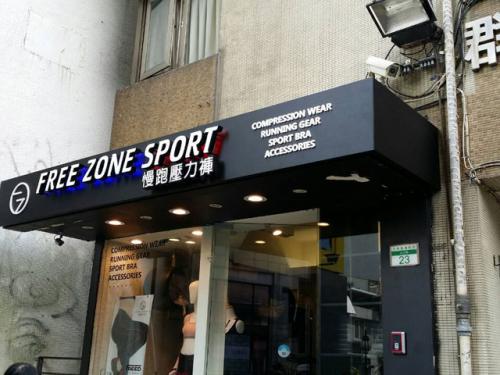 FREE ZONE SPORT
慢跑壓力褲
COMPRESSION WEAR
RUNNING GEAR
SPORT BRA
ACCESSORIES
COMPRESSION WEAR
RUNNING GEAR
SPORT BRA
ACCESSORIES
23
群